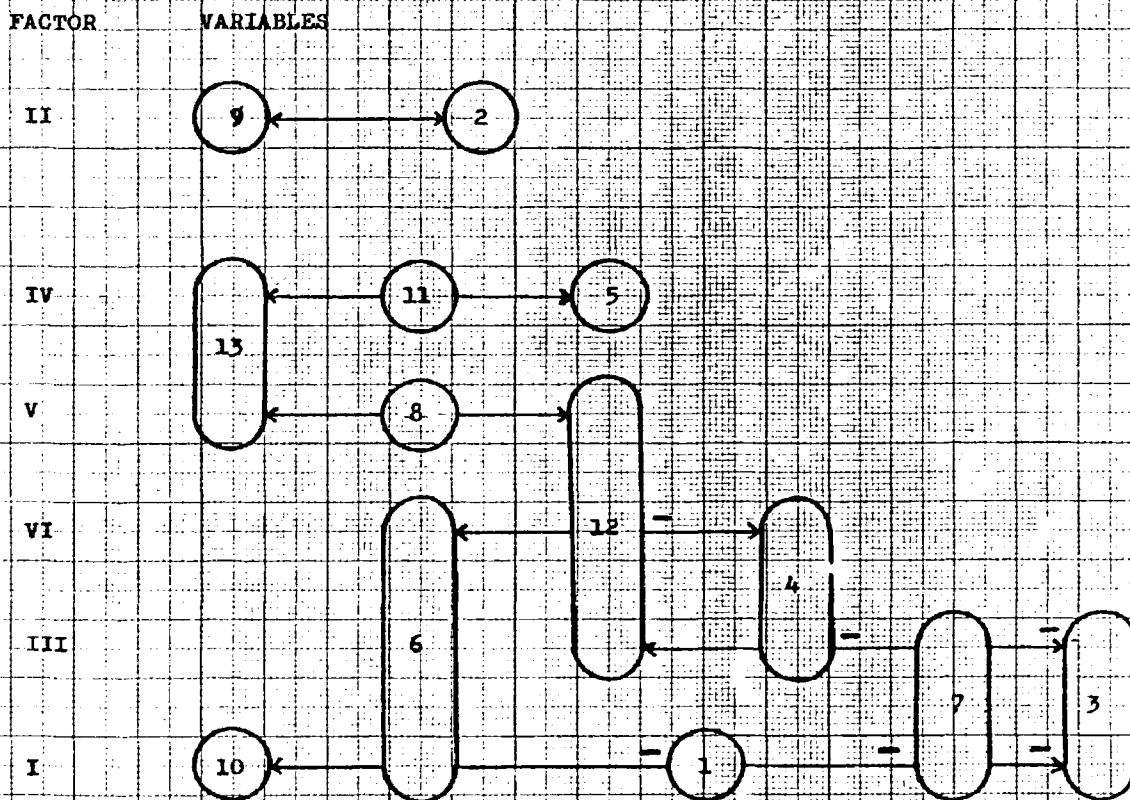 FACTOR VARIABLES
II 9 2
IV 11 5
13
V 8
VI 12 −
4
III 6 − −
7 3
I 10 − 1 − −